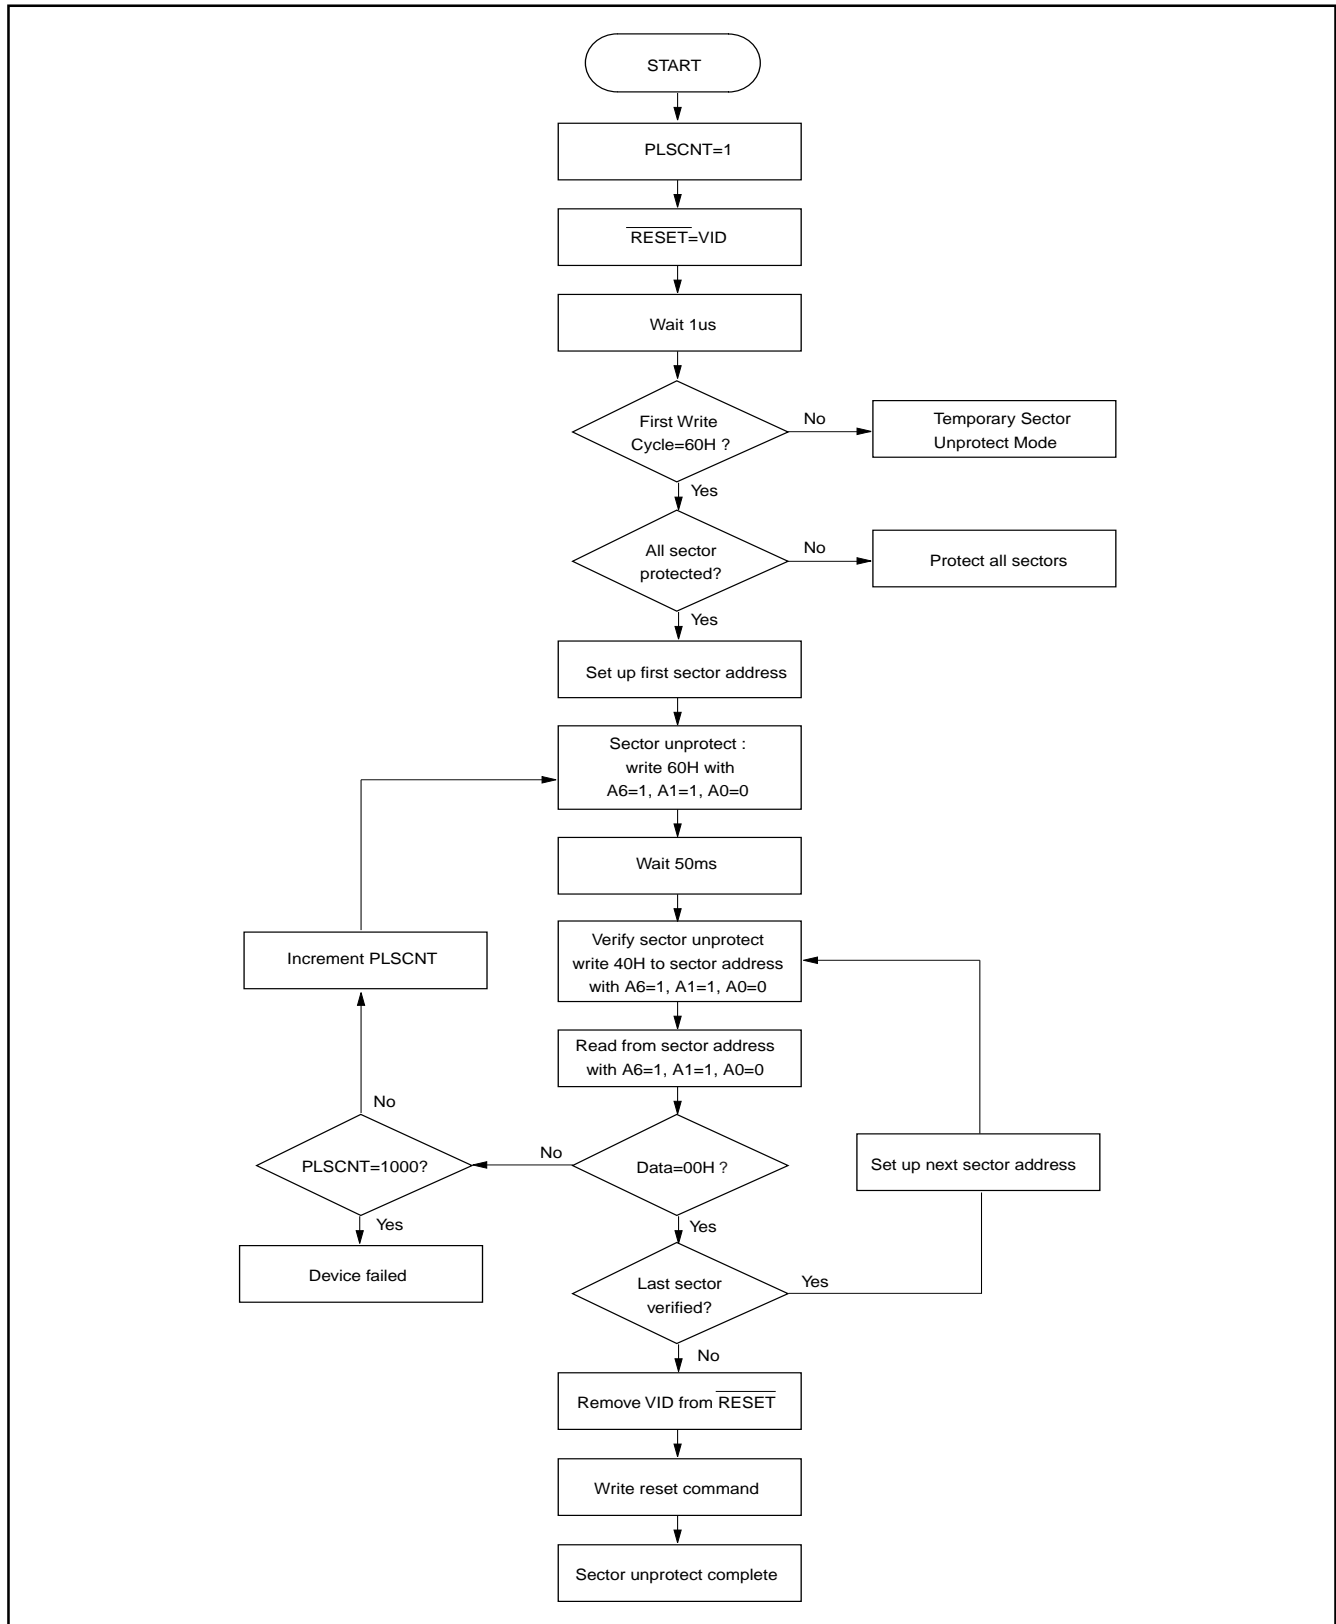 START
PLSCNT=1
RESET=VID
Wait 1us
First Write
Cycle=60H ?
No
Temporary Sector
Unprotect Mode
Yes
All sector
protected?
No
Protect all sectors
Yes
Set up first sector address
Sector unprotect :
write 60H with
A6=1, A1=1, A0=0
Wait 50ms
Increment PLSCNT
Verify sector unprotect
write 40H to sector address
with A6=1, A1=1, A0=0
Read from sector address
with A6=1, A1=1, A0=0
No
PLSCNT=1000?
No
Data=00H ?
Set up next sector address
Yes
Yes
Device failed
Last sector
verified?
Yes
No
Remove VID from RESET
Write reset command
Sector unprotect complete